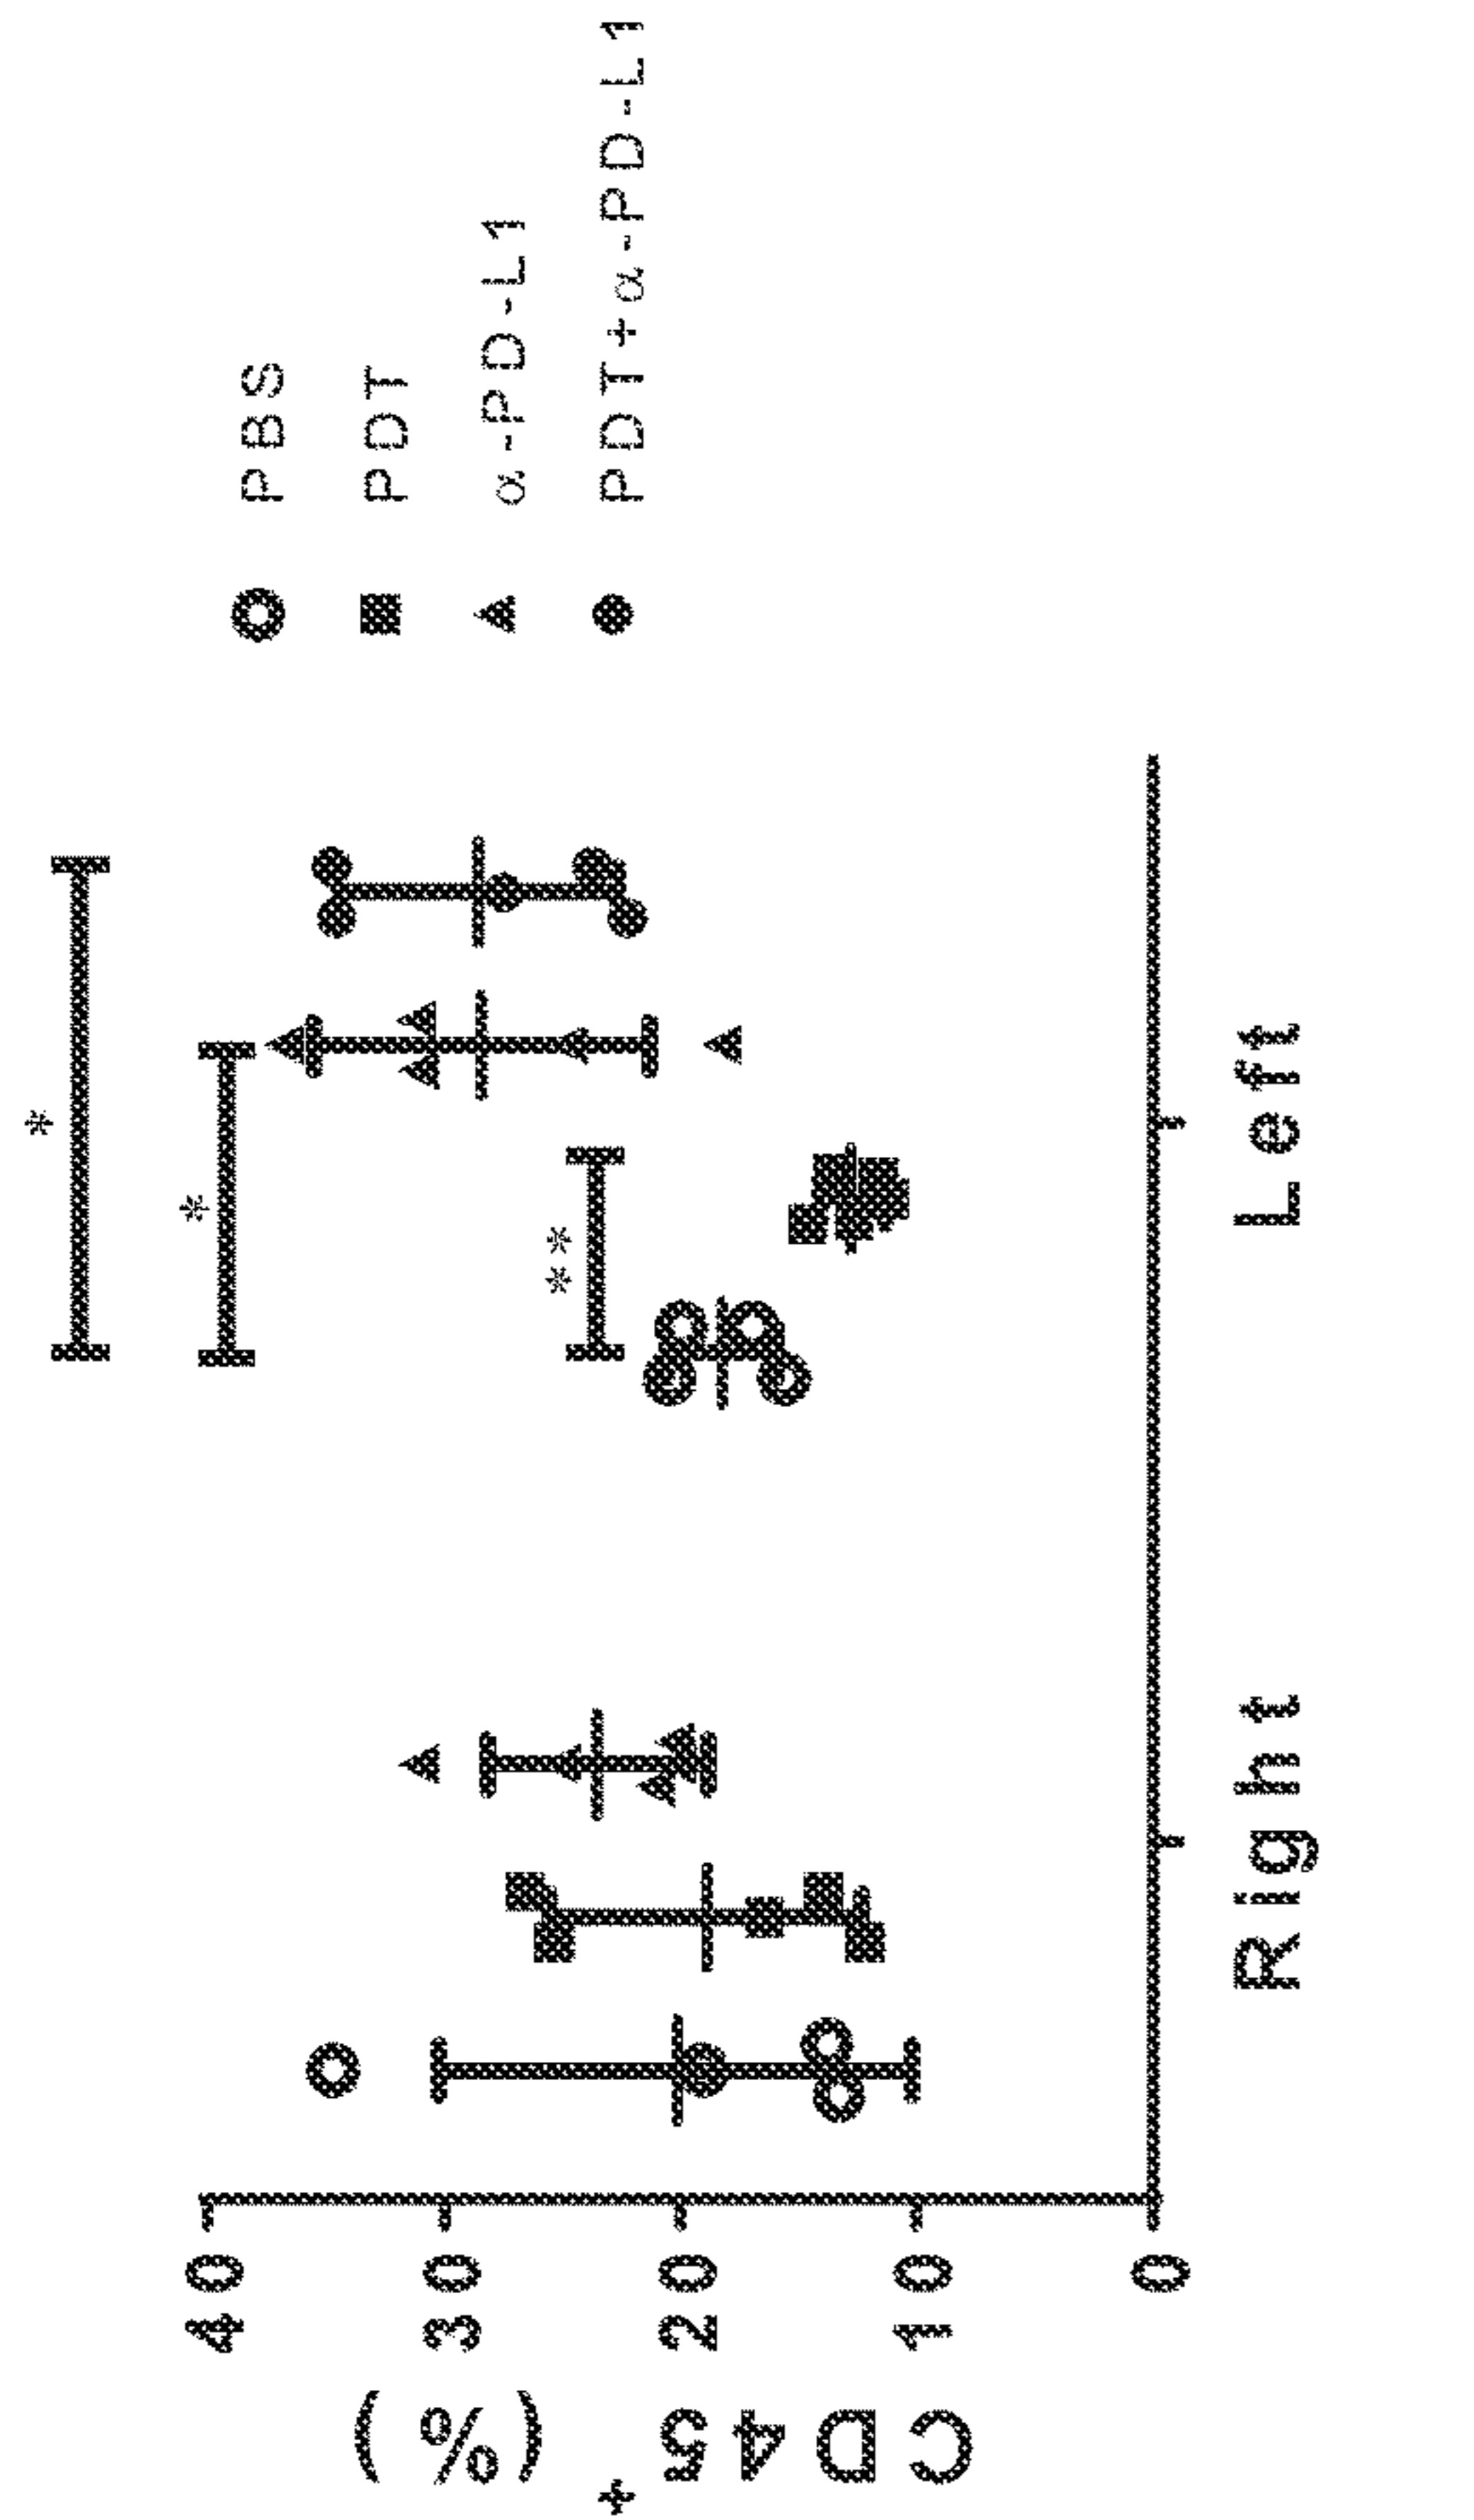 CD45⁺ (%)
40
30
20
10
0
Right
Left
*
*
**
PBS
PDT
α-PD-L1
PDT+α-PD-L1